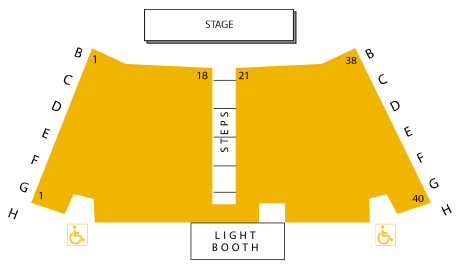 STAGE
B 1 38 B
C 18 21 C
D D
E STEPS E
F F
G 1 40 G
H H
LIGHT
BOOTH